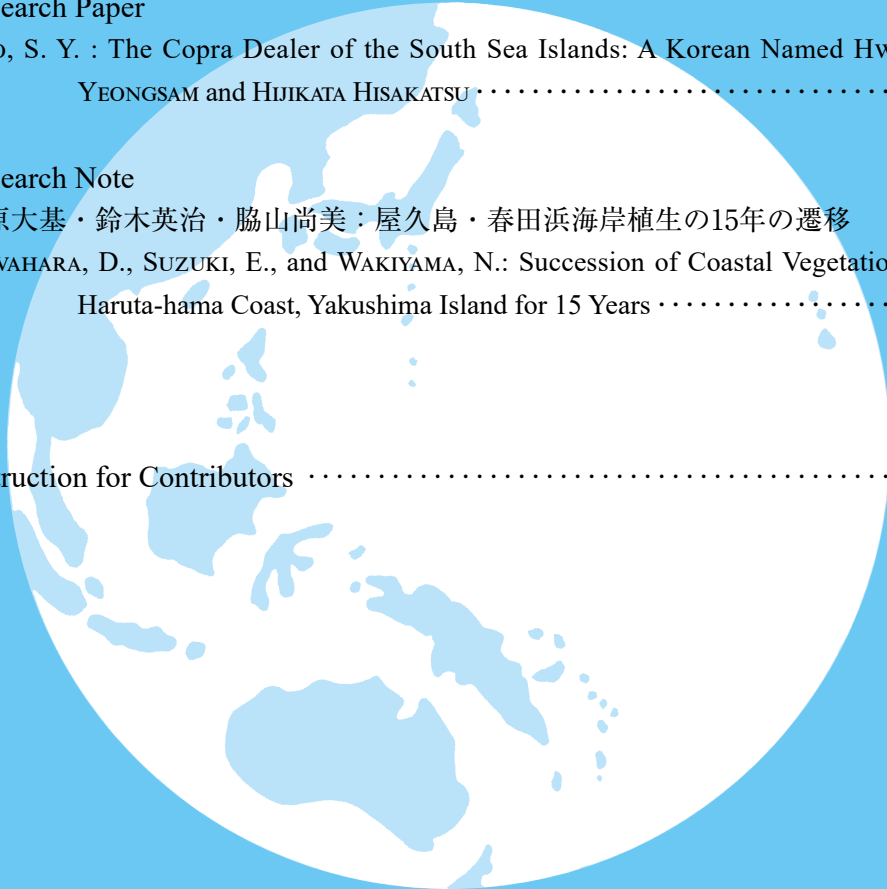 earch Paper
o, S. Y. : The Copra Dealer of the South Sea Islands: A Korean Named Hw
YEONGSAM and HIJIKATA HISAKATSU ·······························
earch Note
原大基・鈴木英治・脇山尚美：屋久島・春田浜海岸植生の15年の遷移
WAHARA, D., SUZUKI, E., and WAKIYAMA, N.: Succession of Coastal Vegetatio
Haruta-hama Coast, Yakushima Island for 15 Years ·················
truction for Contributors ··········································